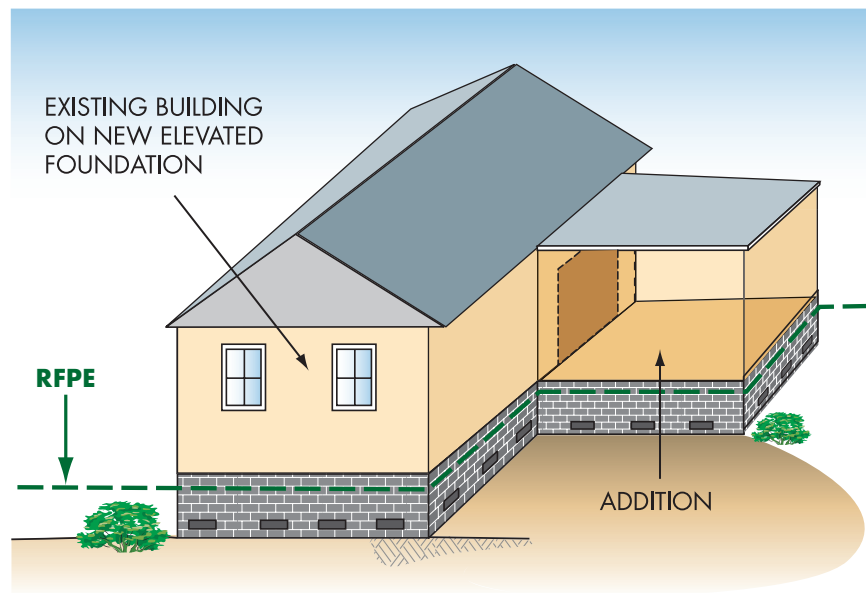 EXISTING BUILDING
ON NEW ELEVATED
FOUNDATION
RFPE
ADDITION